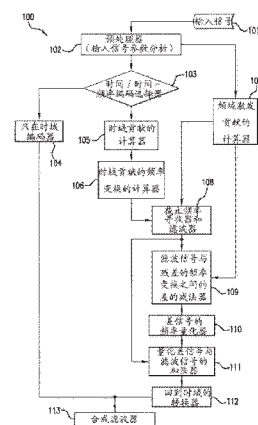 100
输入信号
101
102
预处理器
(输入信号参数分析)
103
时间/时间-
频率编码选择器
10
频域激发
贡献的
计算器
只在时域
编码器
104
105
时域贡献的
计算器
106
时域贡献的频率
变换的计算器
108
截止频率
寻找器和
滤波器
滤波信号与
残差的频率
变换之间的
差的减法器
109
差信号的
频率量化器
110
量化差信号与
滤波信号的
加法器
111
回到时域的
转换器
112
113
合成滤波器